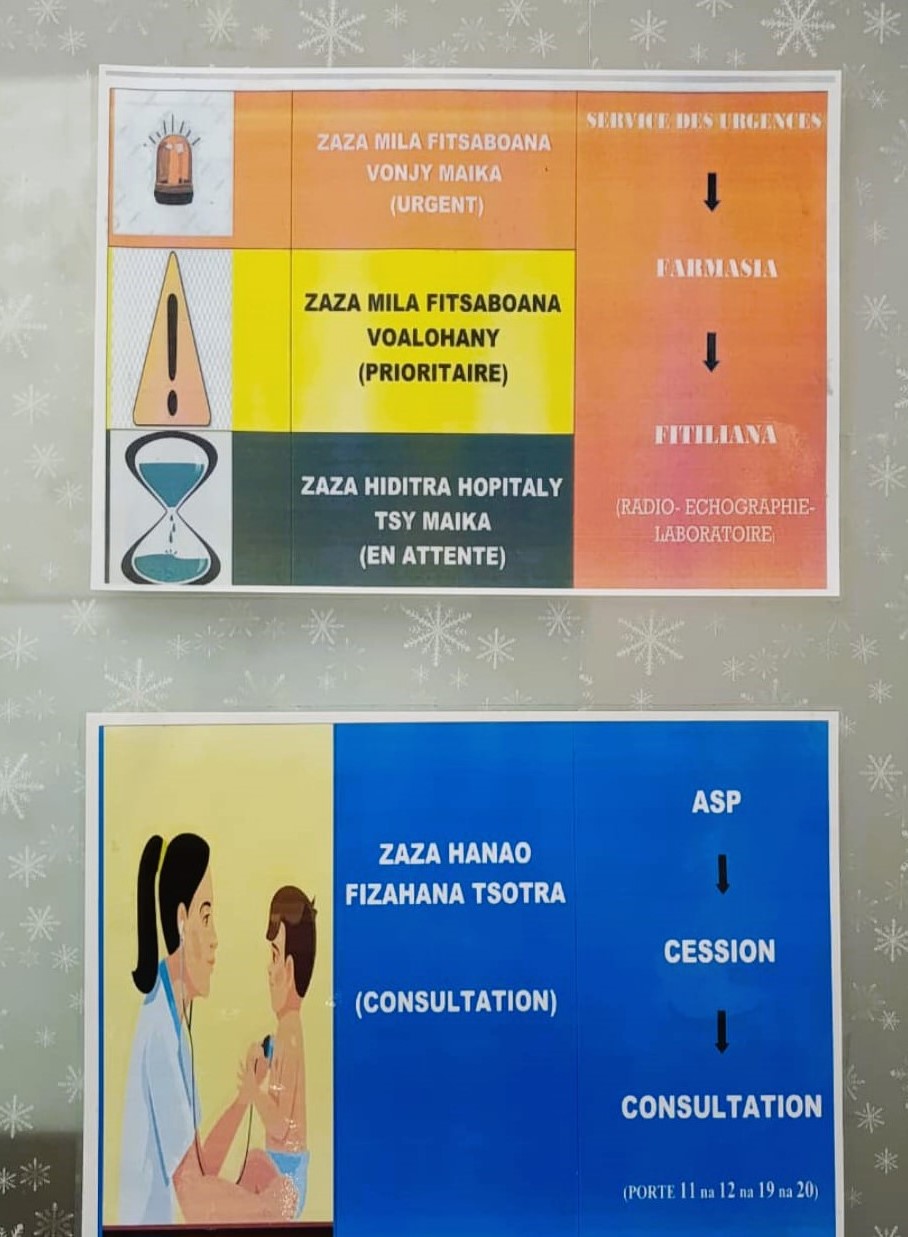 ZAZA MILA FITSABOANA
VONJY MAIKA
(URGENT)
ZAZA MILA FITSABOANA
VOALOHANY
(PRIORITAIRE)
ZAZA HIDITRA HOPITALY
TSY MAIKA
(EN ATTENTE)
SERVICE DES URGENCES
FARMASIA
FITILIANA
(RADIO- ECHOGRAPHIE-
LABORATOIRE)
ZAZA HANAO
FIZAHANA TSOTRA
(CONSULTATION)
ASP
CESSION
CONSULTATION
(PORTE 11 na 12 na 19 na 20)